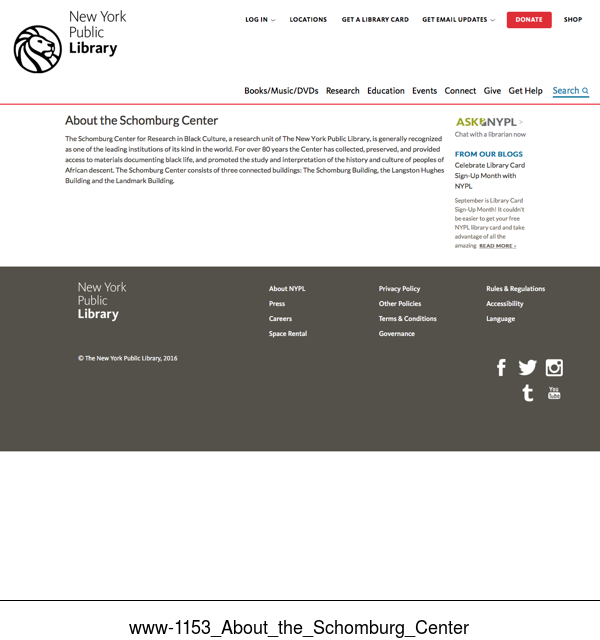 New York
Public
Library
LOG IN
LOCATIONS
GET A LIBRARY CARD
GET EMAIL UPDATES
DONATE
SHOP
Books/Music/DVDs
Research
Education
Events
Connect
Give
Get Help
Search
About the Schomburg Center
The Schomburg Center for Research in Black Culture, a research unit of The New York Public Library, is generally recognized
as one of the leading institutions of its kind in the world. For over 80 years the Center has collected, preserved, and provided
access to materials documenting black life, and promoted the study and interpretation of the history and culture of peoples of
African descent. The Schomburg Center consists of three connected buildings: The Schomburg Building, the Langston Hughes
Building and the Landmark Building.
ASK NYPL >
Chat with a librarian now
FROM OUR BLOGS
Celebrate Library Card
Sign-Up Month with
NYPL
September is Library Card
Sign-Up Month! It couldn't
be easier to get your free
NYPL library card and take
advantage of all the
amazing READ MORE ›
New York
Public
Library
About NYPL
Press
Careers
Space Rental
Privacy Policy
Other Policies
Terms & Conditions
Governance
Rules & Regulations
Accessibility
Language
© The New York Public Library, 2016
You
Tube
www-1153_About_the_Schomburg_Center